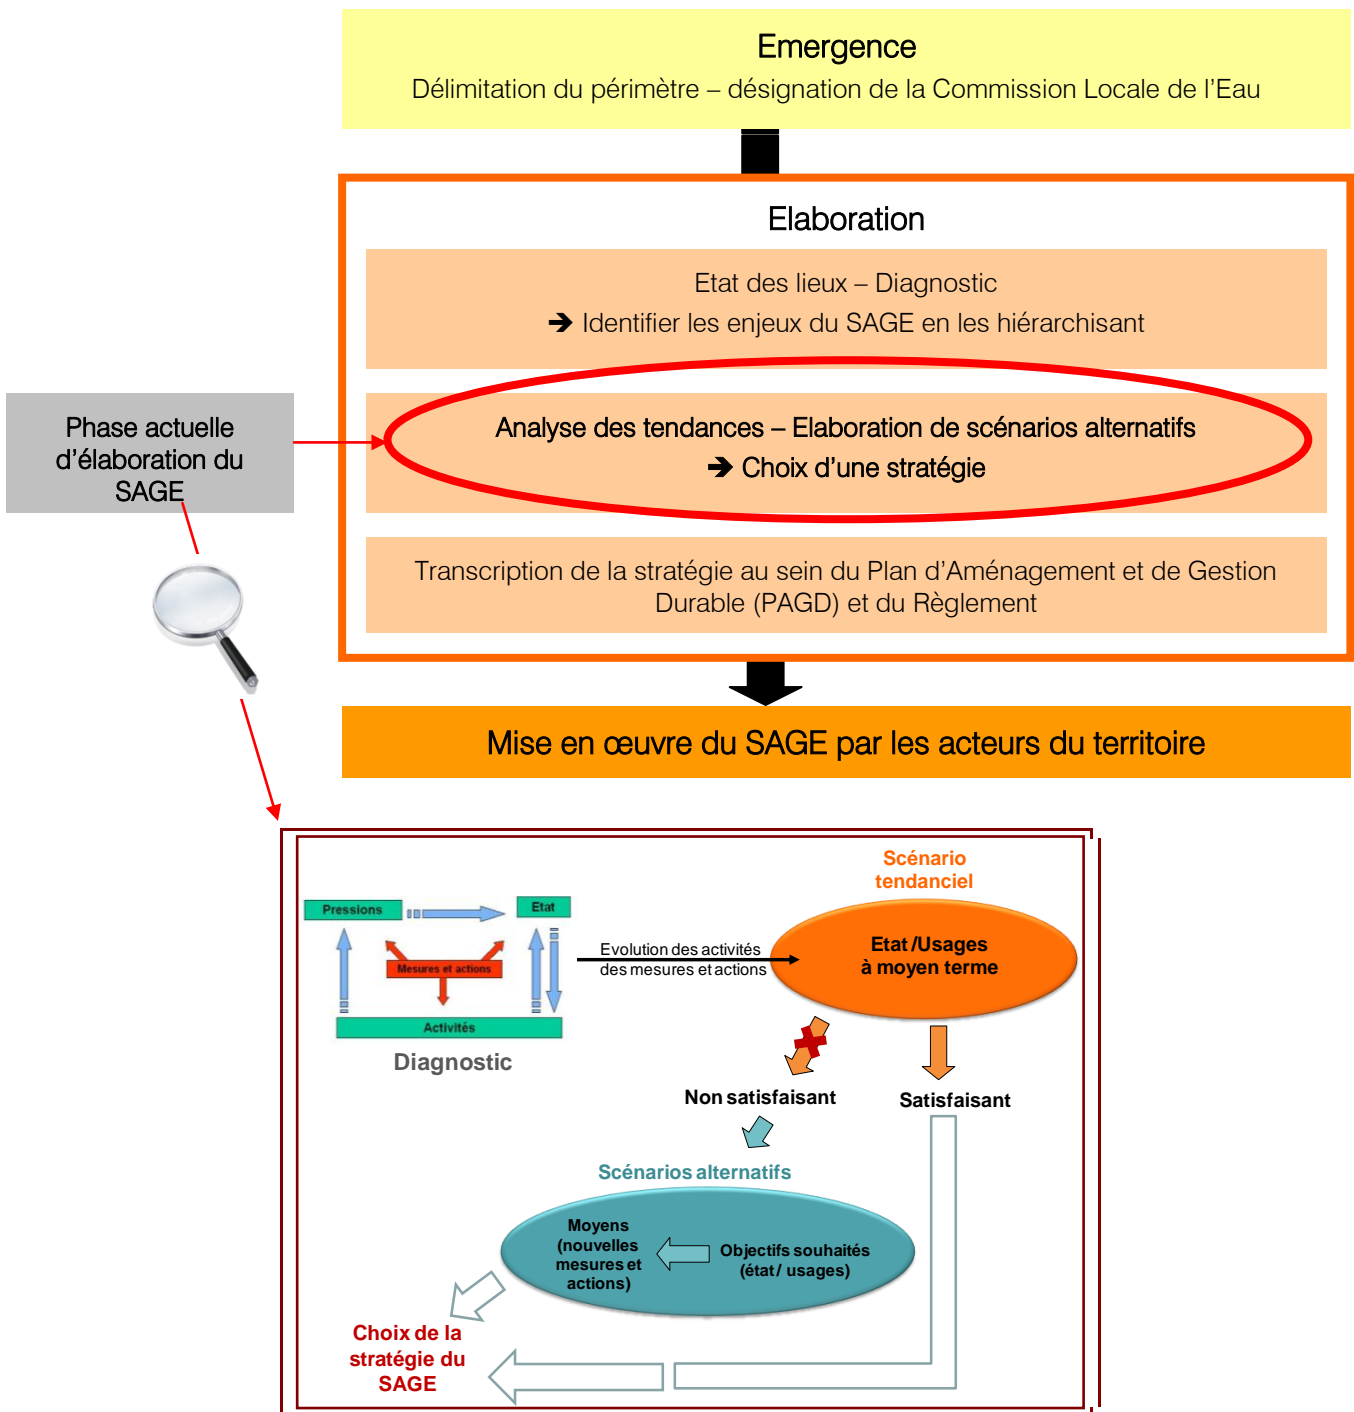 Emergence
Délimitation du périmètre – désignation de la Commission Locale de l'Eau
Elaboration
Etat des lieux – Diagnostic
➔ Identifier les enjeux du SAGE en les hiérarchisant
Phase actuelle
d'élaboration du
SAGE
Analyse des tendances – Elaboration de scénarios alternatifs
➔ Choix d'une stratégie
Transcription de la stratégie au sein du Plan d'Aménagement et de Gestion
Durable (PAGD) et du Règlement
Mise en œuvre du SAGE par les acteurs du territoire
Scénario
tendanciel
Pressions
Etat
Mesures et actions
Activités
Diagnostic
Evolution des activités
des mesures et actions
Etat /Usages
à moyen terme
Non satisfaisant
Satisfaisant
Scénarios alternatifs
Moyens
(nouvelles
mesures et
actions)
Objectifs souhaités
(état / usages)
Choix de la
stratégie du
SAGE